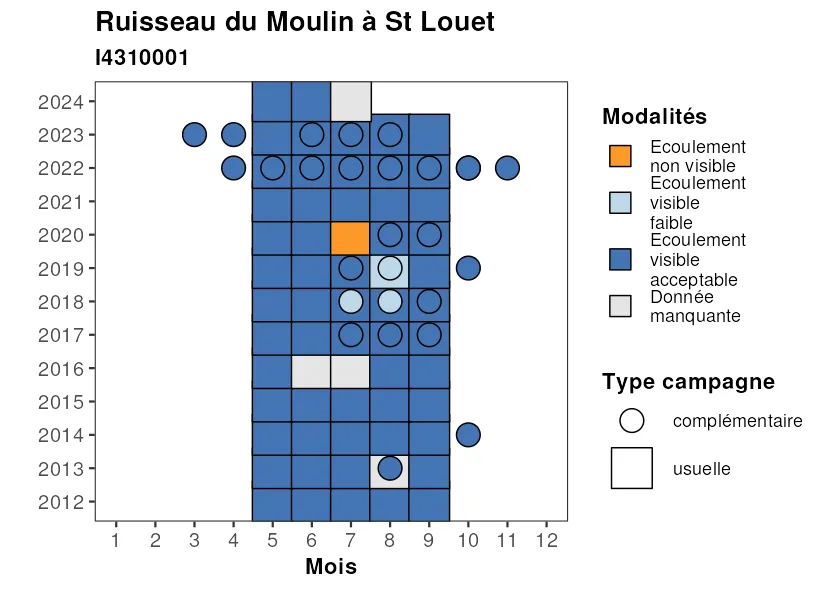 Ruisseau du Moulin à St Louet
I4310001
2024
2023
2022
2021
2020
2019
2018
2017
2016
2015
2014
2013
2012
1 2 3 4 5 6 7 8 9 10 11 12
Mois
Modalités
Ecoulement
non visible
Ecoulement
visible
faible
Ecoulement
visible
acceptable
Donnée
manquante
Type campagne
complémentaire
usuelle